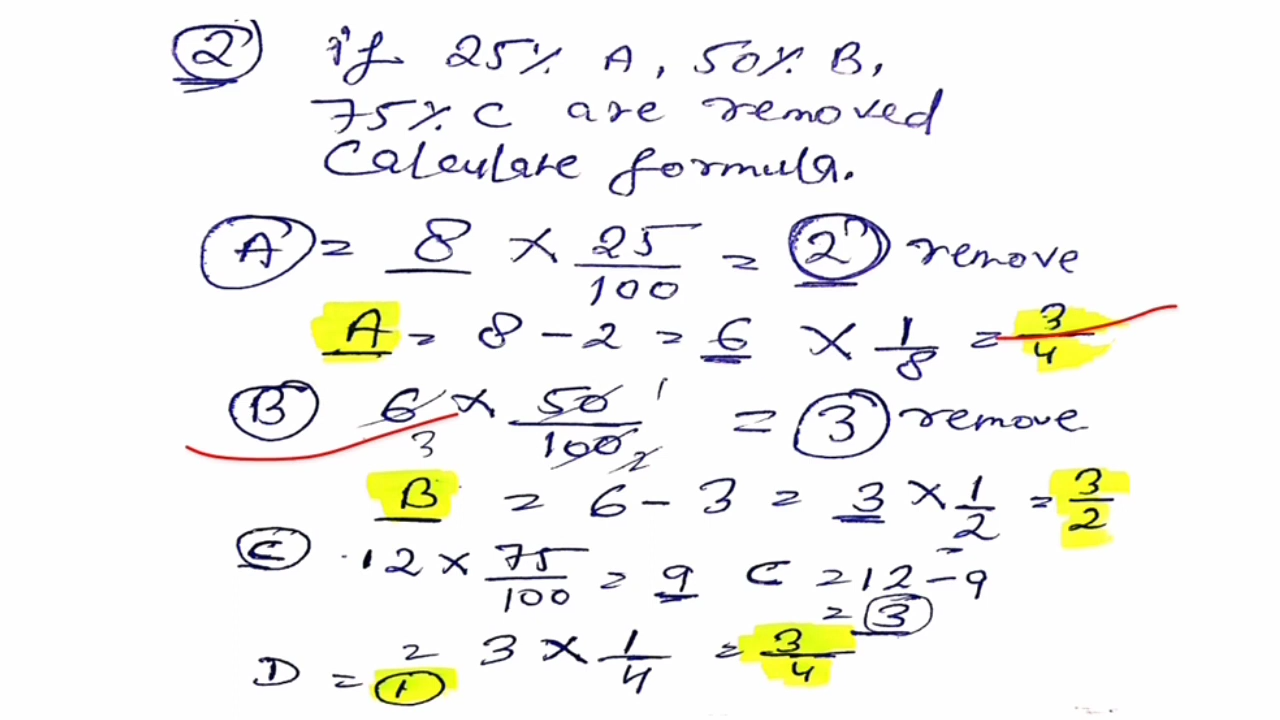 ② if 25% A, 50% B,
75% C are removed
Calculate formula.
Ⓐ = 8 × 25/100 = ② remove
A = 8 - 2 = 6 × 1/8 = 3/4
Ⓑ 6 3 × 50 1/100 2 = ③ remove
B = 6 - 3 = 3 × 1/2 = 3/2
Ⓒ .12 × 75/100 = 9 C = 12 - 9
= ③
= 3 × 1/4 = 3/4
D = ①